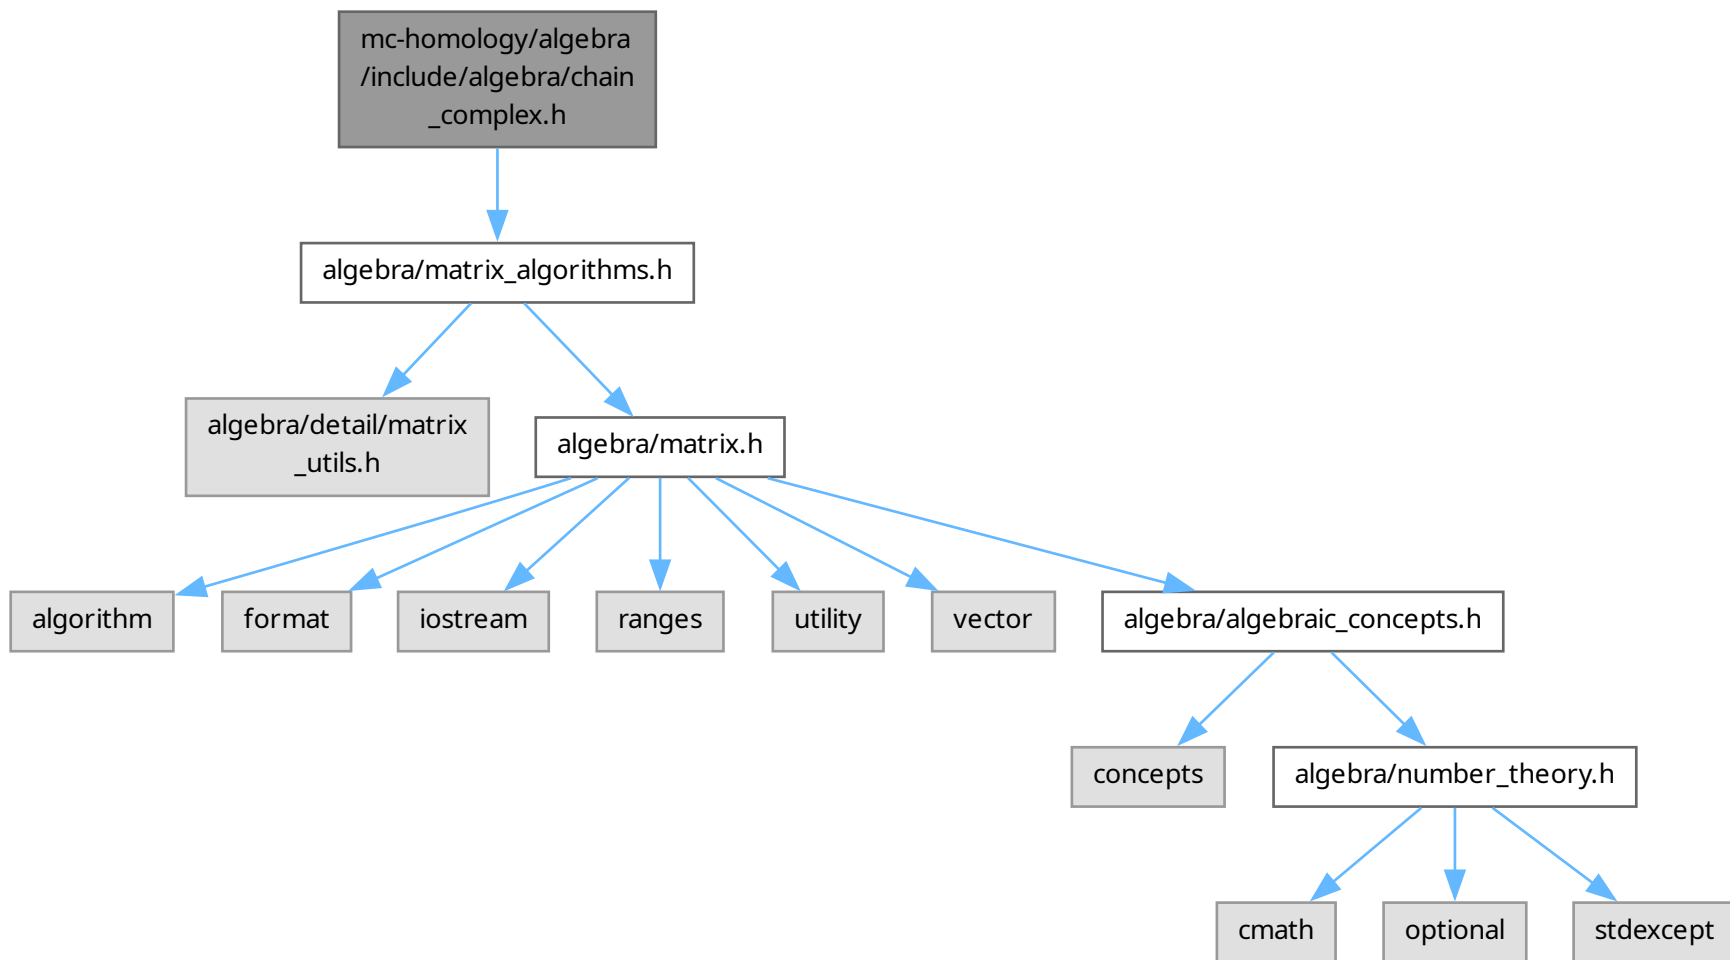 mc-homology/algebra
/include/algebra/chain
_complex.h
algebra/matrix_algorithms.h
algebra/detail/matrix
_utils.h
algebra/matrix.h
algorithm
format
iostream
ranges
utility
vector
algebra/algebraic_concepts.h
concepts
algebra/number_theory.h
cmath
optional
stdexcept